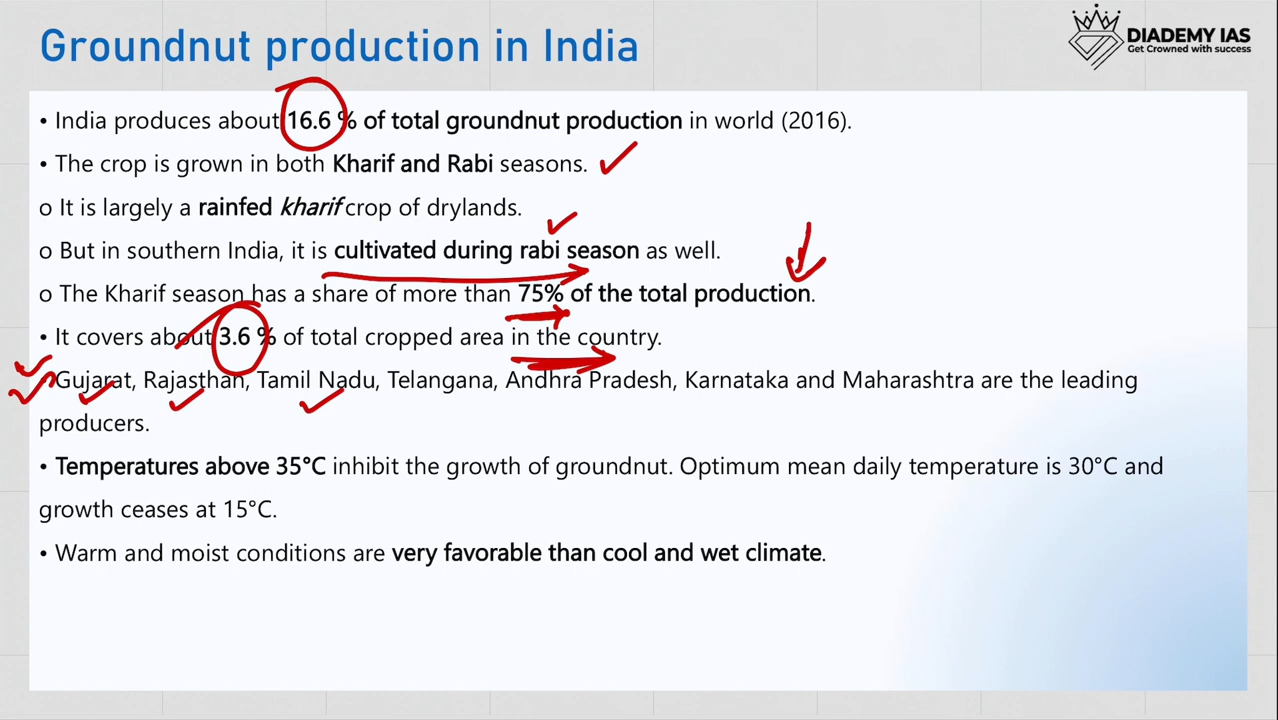 Groundnut production in India
DIADEMY IAS
Get Crowned with success
• India produces about 16.6 % of total groundnut production in world (2016).
• The crop is grown in both Kharif and Rabi seasons.
o It is largely a rainfed kharif crop of drylands.
o But in southern India, it is cultivated during rabi season as well.
o The Kharif season has a share of more than 75% of the total production.
• It covers about 3.6 % of total cropped area in the country.
• Gujarat, Rajasthan, Tamil Nadu, Telangana, Andhra Pradesh, Karnataka and Maharashtra are the leading
producers.
• Temperatures above 35°C inhibit the growth of groundnut. Optimum mean daily temperature is 30°C and
growth ceases at 15°C.
• Warm and moist conditions are very favorable than cool and wet climate.